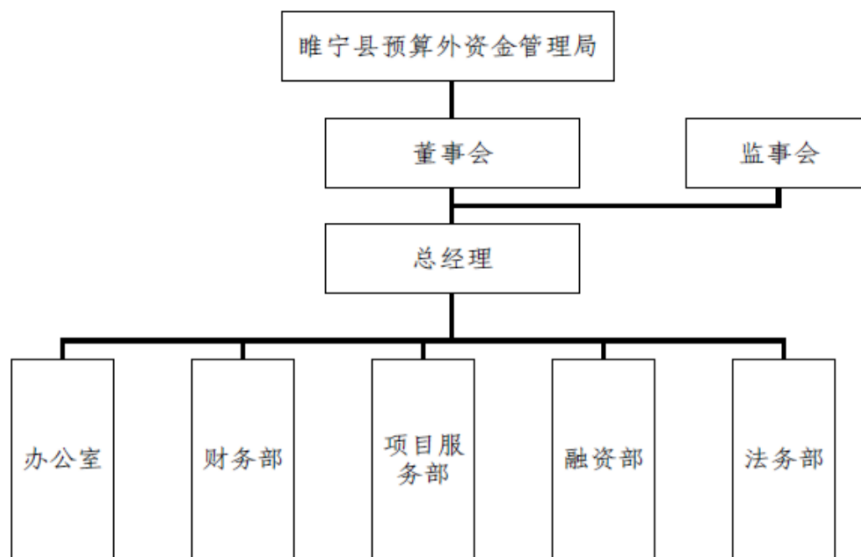 睢宁县预算外资金管理局
董事会
监事会
总经理
办公室
财务部
项目服
务部
融资部
法务部